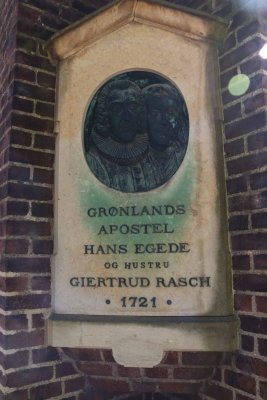 GRØNLANDS
APOSTEL
HANS EGEDE
OG HUSTRU
GIERTRUD RASCH
• 1721 •